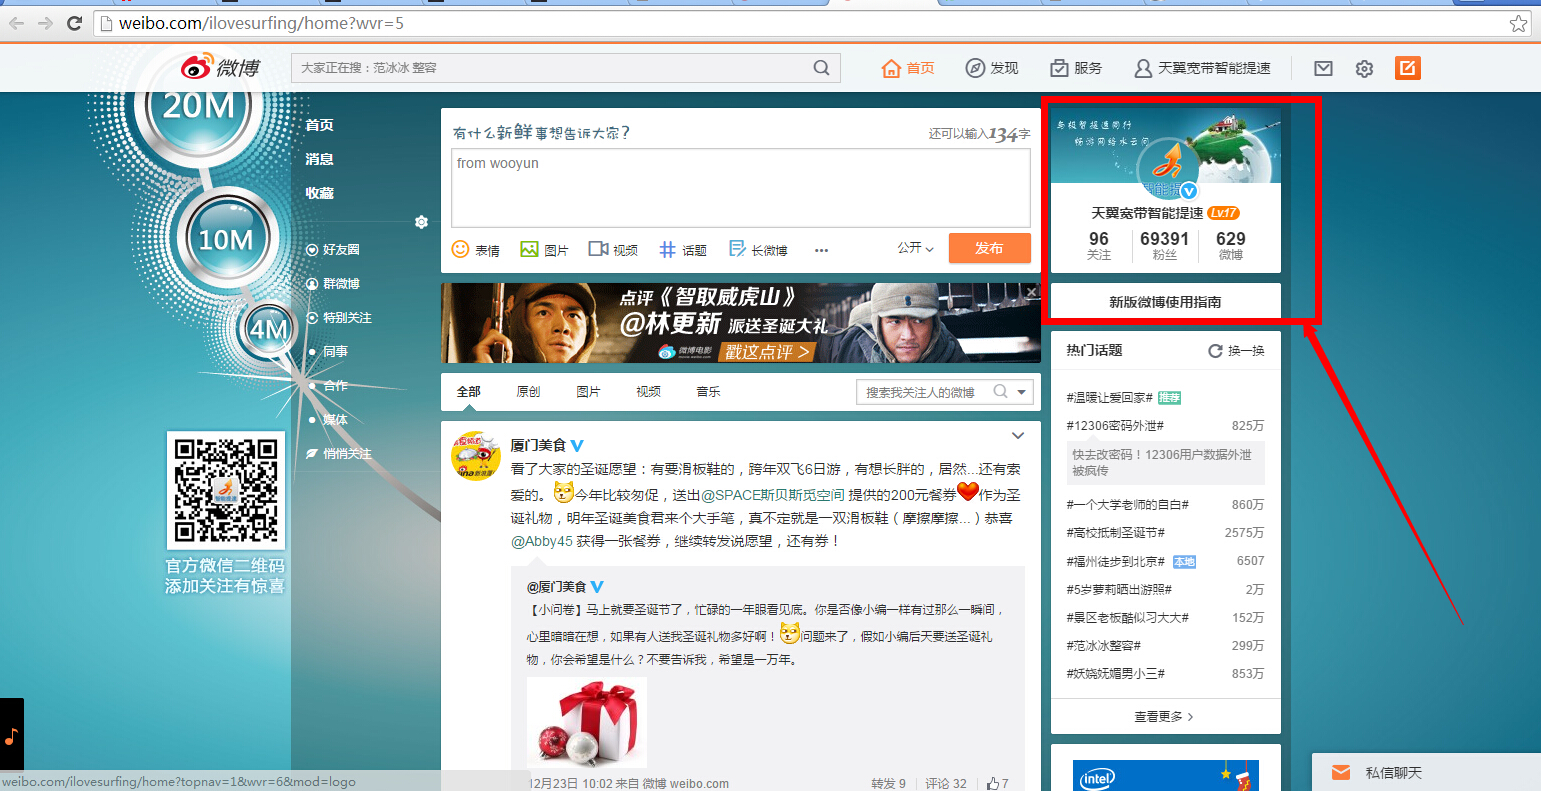 weibo.com/ilovesurfing/home?wvr=5
微博
大家正在搜：范冰冰 整容
首页
发现
服务
天翼宽带智能提速
20M
10M
4M
官方微信二维码
添加关注有惊喜
首页
消息
收藏
好友圈
群微博
特别关注
同事
合作
媒体
悄悄关注
有什么新鲜事想告诉大家?
还可以输入134字
from wooyun
表情
图片
视频
话题
长微博
公开
发布
点评《智取威虎山》
@林更新 派送圣诞大礼
微博电影
戳这点评 >
全部
原创
图片
视频
音乐
搜索我关注人的微博
厦门美食
看了大家的圣诞愿望：有要滑板鞋的，跨年双飞6日游，有想长胖的，居然...还有索
爱的。今年比较匆促，送出@SPACE斯贝斯觅空间 提供的200元餐券作为圣
诞礼物，明年圣诞美食君来个大手笔，真不定就是一双滑板鞋（摩擦摩擦...）恭喜
@Abby45 获得一张餐券，继续转发说愿望，还有券！
@厦门美食
【小问卷】马上就要圣诞节了，忙碌的一年眼看见底。你是否像小编一样有过那么一瞬间，
心里暗暗在想，如果有人送我圣诞礼物多好啊！问题来了，假如小编后天要送圣诞礼
物，你会希望是什么？不要告诉我，希望是一万年。
12月23日 10:02 来自 微博 weibo.com
转发 9
评论 32
7
与极智提速同行
畅游网络水云间
智能提
天翼宽带智能提速 Lv.17
96
关注
69391
粉丝
629
微博
新版微博使用指南
热门话题
换一换
#温暖让爱回家# 推荐
#12306密码外泄# 825万
快去改密码！12306用户数据外泄
被疯传
#一个大学老师的自白# 860万
#高校抵制圣诞节# 2575万
#福州徒步到北京# 本地 6507
#5岁萝莉晒出游照# 2万
#景区老板酷似习大大# 152万
#范冰冰整容# 299万
#妖娆妩媚男小三# 853万
查看更多
intel
私信聊天
weibo.com/ilovesurfing/home?topnav=1&wvr=6&mod=logo